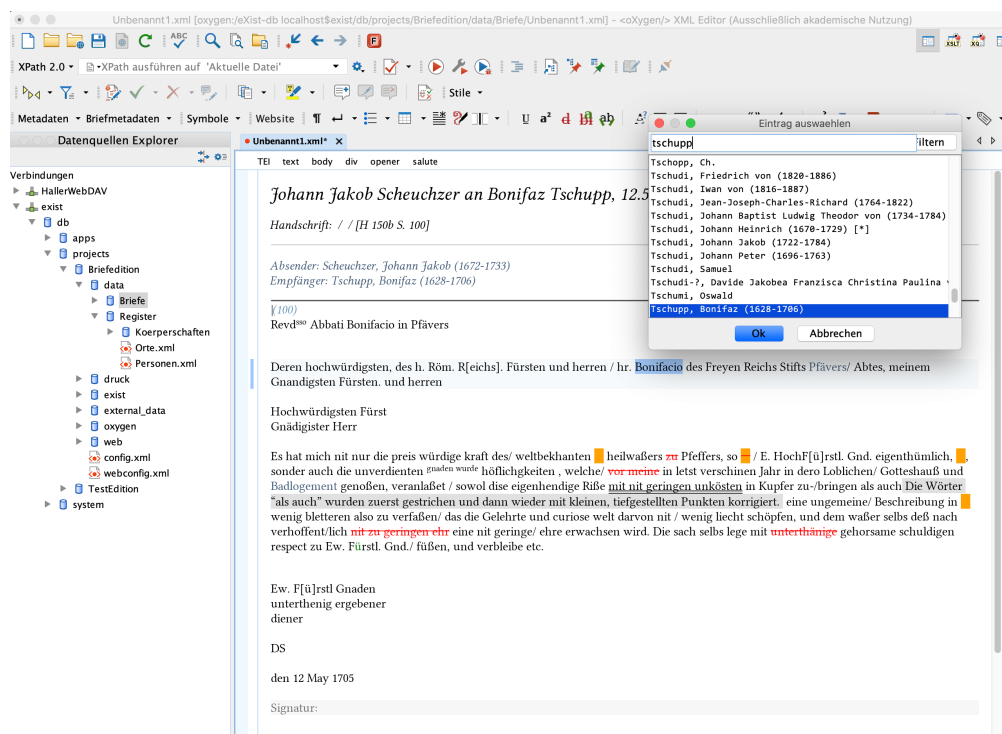 Unbenannt1.xml [oxygen:/eXist-db localhost$exist/db/projects/Briefedition/data/Briefe/Unbenannt1.xml] - <oXygen/> XML Editor (Ausschließlich akademische Nutzung)
ABC
XSLT
XQ
XPath 2.0
XPath ausführen auf 'Aktuelle Datei'
Stile
Metadaten
Briefmetadaten
Symbole
Website
Datenquellen Explorer
Verbindungen
HallerWebDAV
exist
db
apps
projects
Briefedition
data
Briefe
Register
Koerperschaften
Orte.xml
Personen.xml
druck
exist
external_data
oxygen
web
config.xml
webconfig.xml
TestEdition
system
Unbenannt1.xml*
TEI text body div opener salute
Johann Jakob Scheuchzer an Bonifaz Tschupp, 12.5
Handschrift: / / [H 150b S. 100]
Absender: Scheuchzer, Johann Jakob (1672-1733)
Empfänger: Tschupp, Bonifaz (1628-1706)
(100)
Revdsso Abbati Bonifacio in Pfävers
Deren hochwürdigsten, des h. Röm. R[eichs]. Fürsten und herren / hr. Bonifacio des Freyen Reichs Stifts Pfävers/ Abtes, meinem
Gnandigsten Fürsten. und herren
Hochwürdigsten Fürst
Gnädigister Herr
Es hat mich nit nur die preis würdige kraft des/ weltbekhanten heilwaßers zu Pfeffers, so / E. HochF[ü]rstl. Gnd. eigenthümlich, ,
sonder auch die unverdienten gnaden wurde höflichgkeiten , welche/ vor meine in letst verschinen Jahr in dero Loblichen/ Gotteshauß und
Badlogement genoßen, veranlaßet / sowol dise eigenhendige Riße mit nit geringen unkösten in Kupfer zu-/bringen als auch Die Wörter
“als auch” wurden zuerst gestrichen und dann wieder mit kleinen, tiefgestellten Punkten korrigiert. eine ungemeine/ Beschreibung in
wenig bletteren also zu verfaßen/ das die Gelehrte und curiose welt darvon nit / wenig liecht schöpfen, und dem waßer selbs deß nach
verhoffent/lich nit zu geringen ehr eine nit geringe/ ehre erwachsen wird. Die sach selbs lege mit unterthänige gehorsame schuldigen
respect zu Ew. Fürstl. Gnd./ füßen, und verbleibe etc.
Ew. F[ü]rstl Gnaden
unterthenig ergebener
diener
DS
den 12 May 1705
Signatur:
Eintrag auswaehlen
tschupp
iltern
Tschopp, Ch.
Tschudi, Friedrich von (1820-1886)
Tschudi, Iwan von (1816-1887)
Tschudi, Jean-Joseph-Charles-Richard (1764-1822)
Tschudi, Johann Baptist Ludwig Theodor von (1734-1784)
Tschudi, Johann Heinrich (1670-1729) [*]
Tschudi, Johann Jakob (1722-1784)
Tschudi, Johann Peter (1696-1763)
Tschudi, Samuel
Tschudi-?, Davide Jakobea Franzisca Christina Paulina
Tschumi, Oswald
Tschupp, Bonifaz (1628-1706)
Ok
Abbrechen